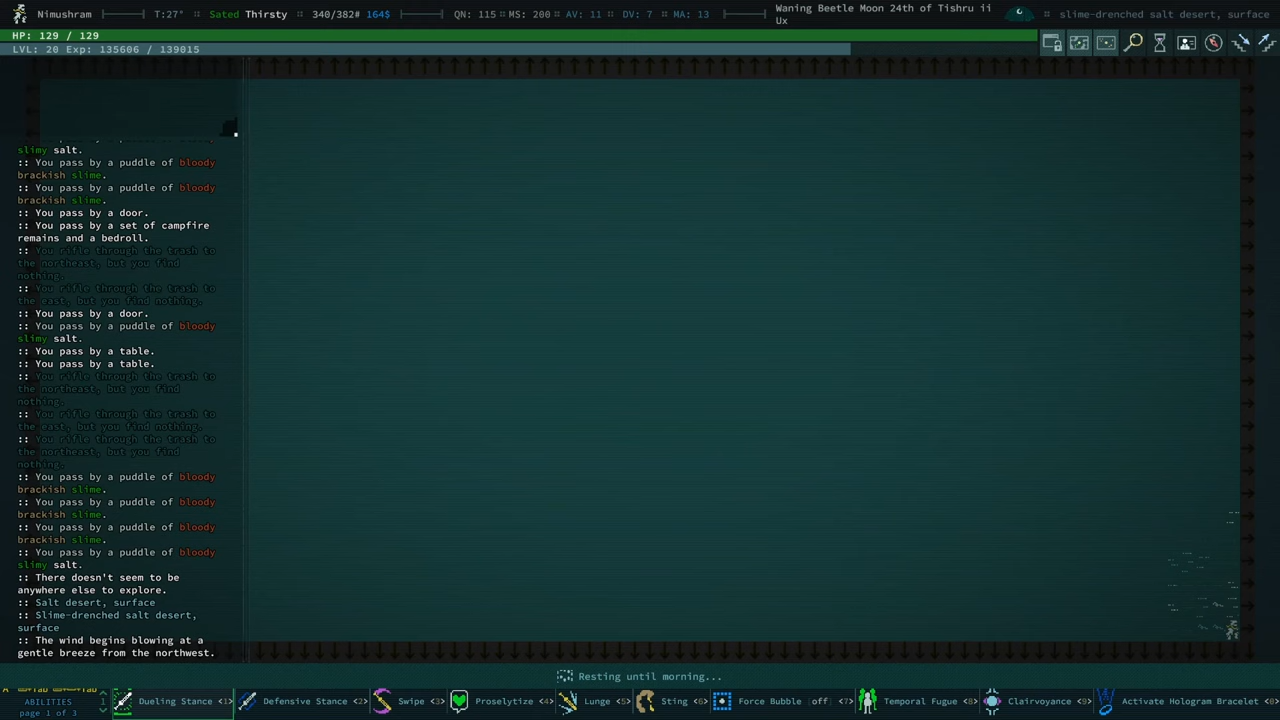 Nimushram T:27° Sated Thirsty 340/382# 164$ QN: 115 MS: 200 AV: 11 DV: 7 MA: 13 Waning Beetle Moon 24th of Tishru ii
Ux
slime-drenched salt desert, surface
HP: 129 / 129
LVL: 20 Exp: 135606 / 139015
slimy salt.
:: You pass by a puddle of bloody
brackish slime.
:: You pass by a puddle of bloody
brackish slime.
:: You pass by a door.
:: You pass by a set of campfire
remains and a bedroll.
:: You rifle through the trash to
the northeast, but you find
nothing.
:: You rifle through the trash to
the east, but you find nothing.
:: You pass by a door.
:: You pass by a puddle of bloody
slimy salt.
:: You pass by a table.
:: You pass by a table.
:: You rifle through the trash to
the northeast, but you find
nothing.
:: You rifle through the trash to
the east, but you find nothing.
:: You rifle through the trash to
the northeast, but you find
nothing.
:: You pass by a puddle of bloody
brackish slime.
:: You pass by a puddle of bloody
brackish slime.
:: You pass by a puddle of bloody
brackish slime.
:: You pass by a puddle of bloody
slimy salt.
:: There doesn't seem to be
anywhere else to explore.
:: Salt desert, surface
:: Slime-drenched salt desert,
surface
:: The wind begins blowing at a
gentle breeze from the northwest.
Resting until morning...
ABILITIES
page 1 of 3
1
Dueling Stance <1> Defensive Stance <2> Swipe <3> Proselytize <4> Lunge <5> Sting <6> Force Bubble off <7> Temporal Fugue <8> Clairvoyance <9> Activate Hologram Bracelet <0>